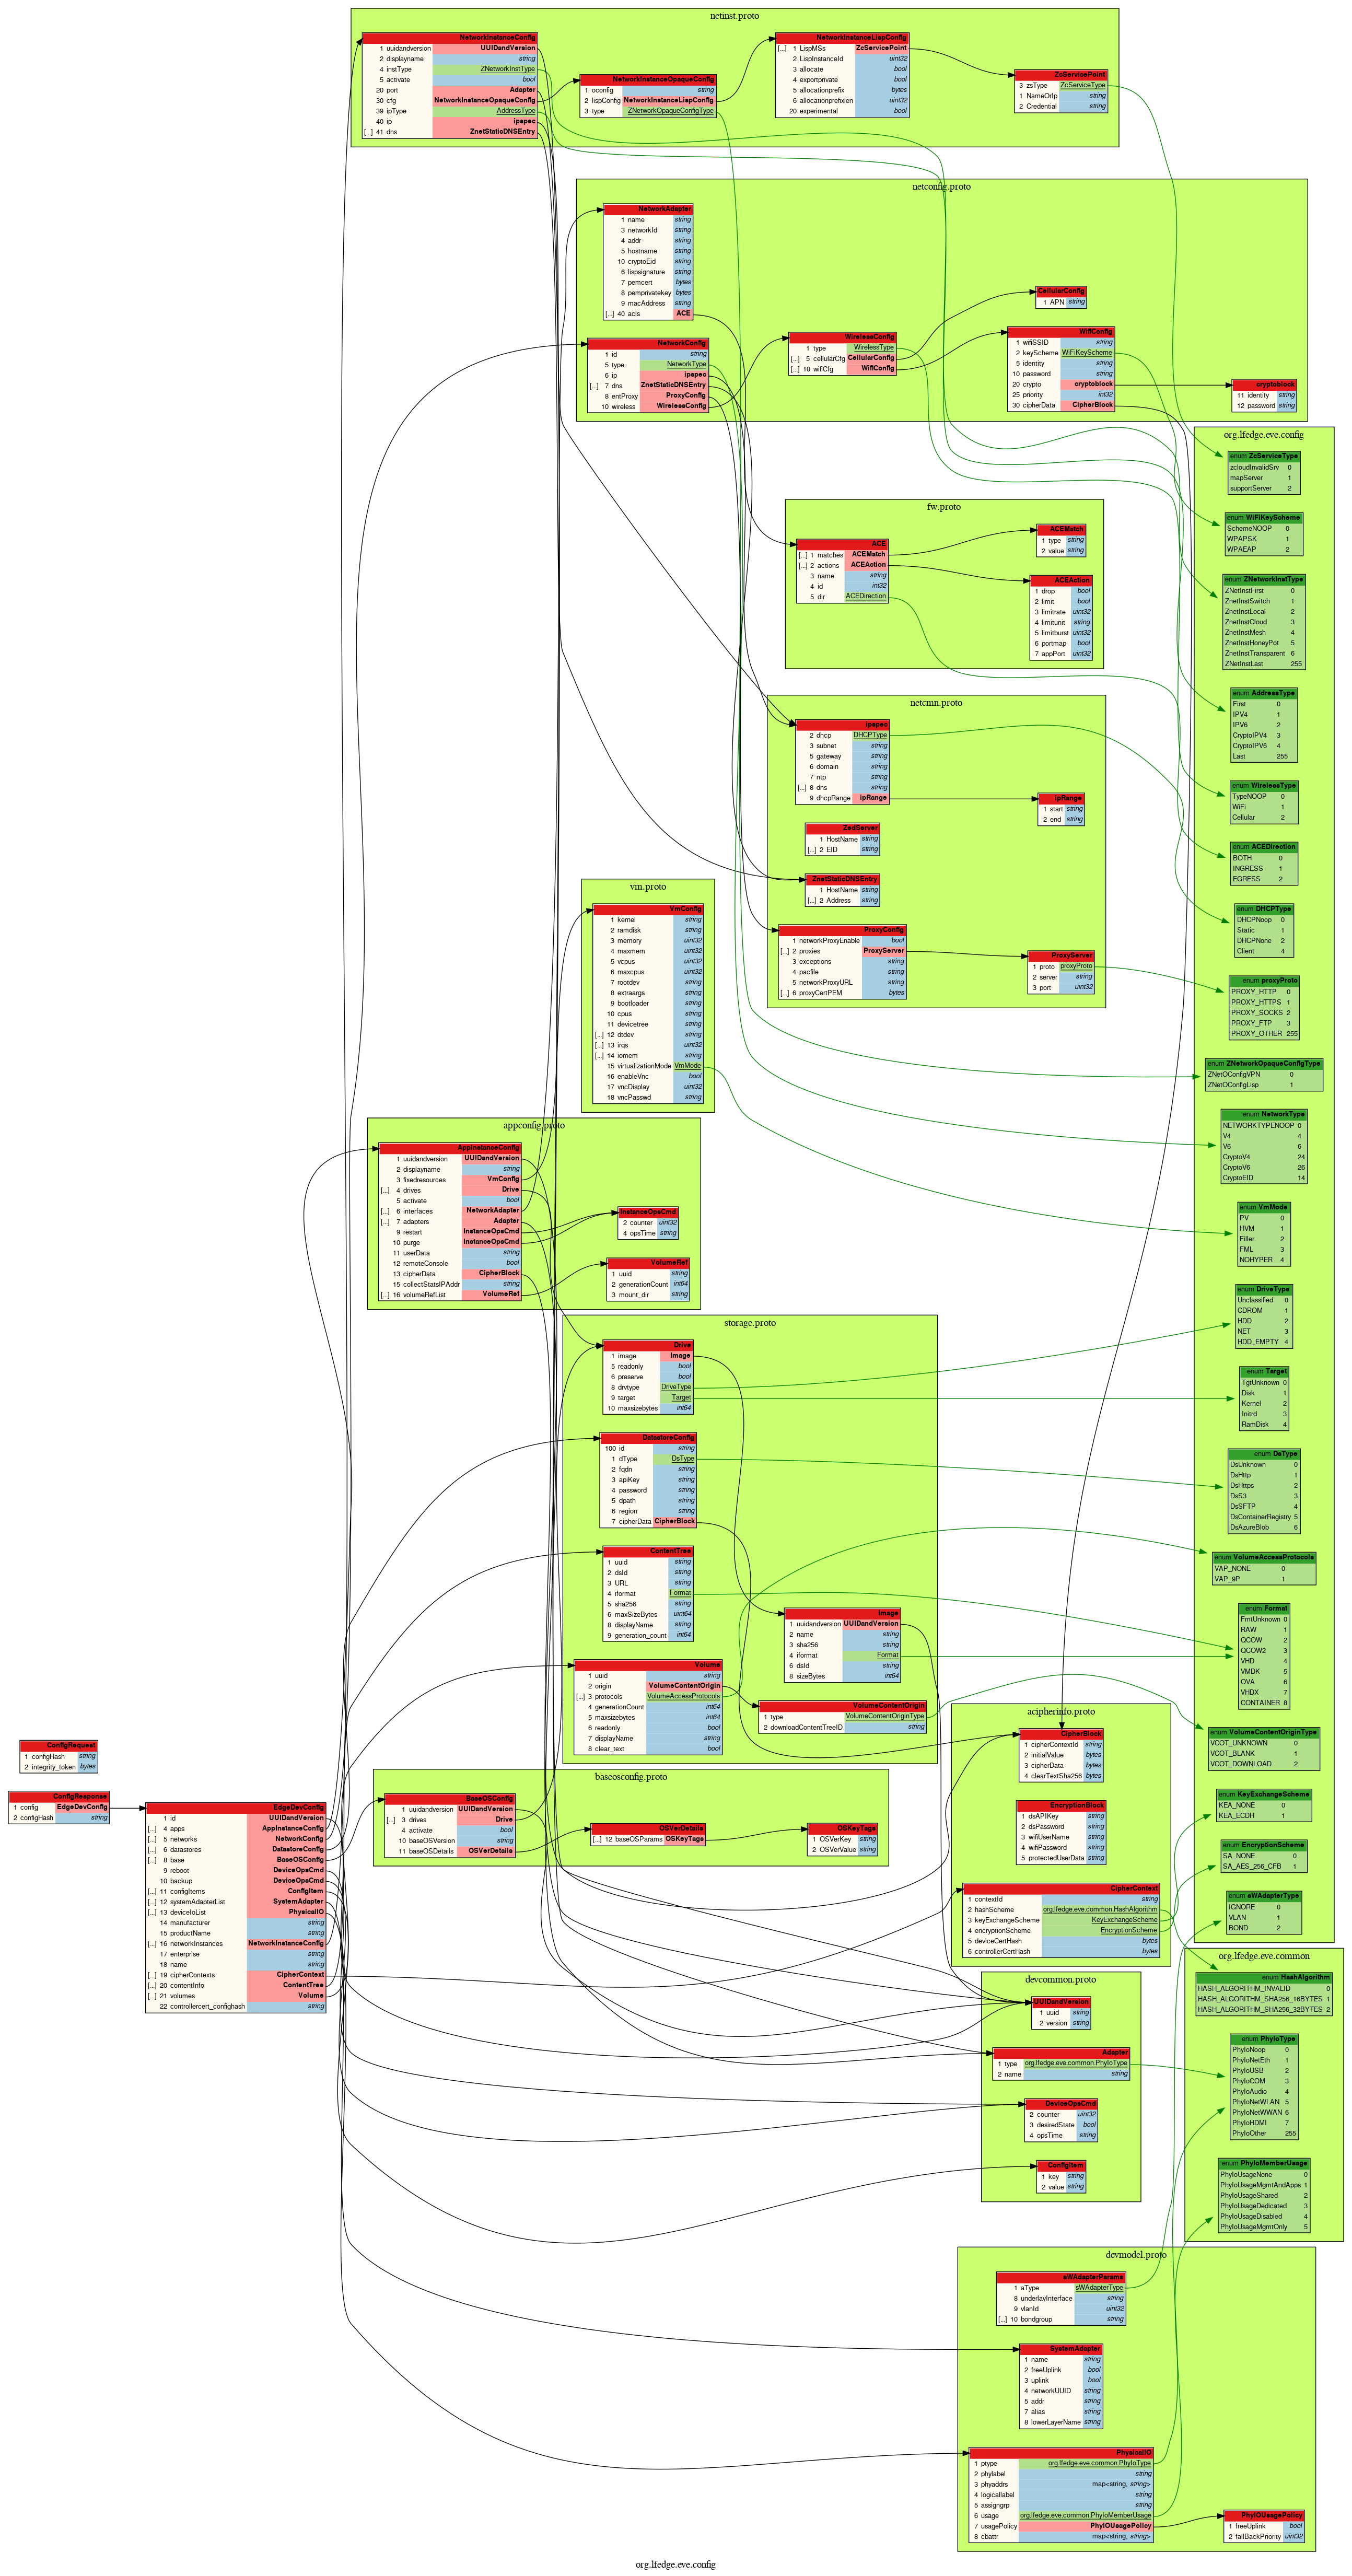 netinst.proto
NetworkInstanceConfig
1 uuidandversion UUIDandVersion
2 displayname string
4 instType ZNetworkInstType
5 activate bool
20 port Adapter
30 cfg NetworkInstanceOpaqueConfig
39 ipType AddressType
40 ip ipspec
[...] 41 dns ZnetStaticDNSEntry
NetworkInstanceOpaqueConfig
1 oconfig string
2 lispConfig NetworkInstanceLispConfig
3 type ZNetworkOpaqueConfigType
NetworkInstanceLispConfig
[...] 1 LispMSs ZcServicePoint
2 LispInstanceId uint32
3 allocate bool
4 exportprivate bool
5 allocationprefix bytes
6 allocationprefixlen uint32
20 experimental bool
ZcServicePoint
3 zsType ZcServiceType
1 NameOrIp string
2 Credential string
netconfig.proto
NetworkAdapter
1 name string
3 networkId string
4 addr string
5 hostname string
10 cryptoEid string
6 lispsignature string
7 pemcert bytes
8 pemprivatekey bytes
9 macAddress string
[...] 40 acls ACE
NetworkConfig
1 id string
5 type NetworkType
6 ip ipspec
[...] 7 dns ZnetStaticDNSEntry
8 entProxy ProxyConfig
10 wireless WirelessConfig
WirelessConfig
1 type WirelessType
[...] 5 cellularCfg CellularConfig
[...] 10 wifiCfg WifiConfig
CellularConfig
1 APN string
WifiConfig
1 wifiSSID string
2 keyScheme WiFiKeyScheme
5 identity string
10 password string
20 crypto cryptoblock
25 priority int32
30 cipherData CipherBlock
cryptoblock
11 identity string
12 password string
fw.proto
ACE
[...] 1 matches ACEMatch
[...] 2 actions ACEAction
3 name string
4 id int32
5 dir ACEDirection
ACEMatch
1 type string
2 value string
ACEAction
1 drop bool
2 limit bool
3 limitrate uint32
4 limitunit string
5 limitburst uint32
6 portmap bool
7 appPort uint32
netcmn.proto
ipspec
2 dhcp DHCPType
3 subnet string
5 gateway string
6 domain string
7 ntp string
[...] 8 dns string
9 dhcpRange ipRange
ipRange
1 start string
2 end string
ZedServer
1 HostName string
[...] 2 EID string
ZnetStaticDNSEntry
1 HostName string
[...] 2 Address string
ProxyConfig
1 networkProxyEnable bool
[...] 2 proxies ProxyServer
3 exceptions string
4 pacfile string
5 networkProxyURL string
[...] 6 proxyCertPEM bytes
ProxyServer
1 proto proxyProto
2 server string
3 port uint32
vm.proto
VmConfig
1 kernel string
2 ramdisk string
3 memory uint32
4 maxmem uint32
5 vcpus uint32
6 maxcpus uint32
7 rootdev string
8 extraargs string
9 bootloader string
10 cpus string
11 devicetree string
[...] 12 dtdev string
[...] 13 irqs uint32
[...] 14 iomem string
15 virtualizationMode VmMode
16 enableVnc bool
17 vncDisplay uint32
18 vncPasswd string
appconfig.proto
AppInstanceConfig
1 uuidandversion UUIDandVersion
2 displayname string
3 fixedresources VmConfig
[...] 4 drives Drive
5 activate bool
[...] 6 interfaces NetworkAdapter
[...] 7 adapters Adapter
9 restart InstanceOpsCmd
10 purge InstanceOpsCmd
11 userData string
12 remoteConsole bool
13 cipherData CipherBlock
15 collectStatsIPAddr string
[...] 16 volumeRefList VolumeRef
InstanceOpsCmd
2 counter uint32
4 opsTime string
VolumeRef
1 uuid string
2 generationCount int64
3 mount_dir string
storage.proto
Drive
1 image Image
5 readonly bool
6 preserve bool
8 drvtype DriveType
9 target Target
10 maxsizebytes int64
DatastoreConfig
100 id string
1 dType DsType
2 fqdn string
3 apiKey string
4 password string
5 dpath string
6 region string
7 cipherData CipherBlock
ContentTree
1 uuid string
2 dsId string
3 URL string
4 iformat Format
5 sha256 string
6 maxSizeBytes uint64
8 displayName string
9 generation_count int64
Volume
1 uuid string
2 origin VolumeContentOrigin
[...] 3 protocols VolumeAccessProtocols
4 generationCount int64
5 maxsizebytes int64
6 readonly bool
7 displayName string
8 clear_text bool
Image
1 uuidandversion UUIDandVersion
2 name string
3 sha256 string
4 iformat Format
6 dsId string
8 sizeBytes int64
VolumeContentOrigin
1 type VolumeContentOriginType
2 downloadContentTreeID string
baseosconfig.proto
BaseOSConfig
1 uuidandversion UUIDandVersion
[...] 3 drives Drive
4 activate bool
10 baseOSVersion string
11 baseOSDetails OSVerDetails
OSVerDetails
[...] 12 baseOSParams OSKeyTags
OSKeyTags
1 OSVerKey string
2 OSVerValue string
ConfigRequest
1 configHash string
2 integrity_token bytes
ConfigResponse
1 config EdgeDevConfig
2 configHash string
EdgeDevConfig
1 id UUIDandVersion
[...] 4 apps AppInstanceConfig
[...] 5 networks NetworkConfig
[...] 6 datastores DatastoreConfig
[...] 8 base BaseOSConfig
9 reboot DeviceOpsCmd
10 backup DeviceOpsCmd
[...] 11 configItems ConfigItem
[...] 12 systemAdapterList SystemAdapter
[...] 13 deviceIoList PhysicalIO
14 manufacturer string
15 productName string
[...] 16 networkInstances NetworkInstanceConfig
17 enterprise string
18 name string
[...] 19 cipherContexts CipherContext
[...] 20 contentInfo ContentTree
[...] 21 volumes Volume
22 controllercert_confighash string
acipherinfo.proto
CipherBlock
1 cipherContextId string
2 initialValue bytes
3 cipherData bytes
4 clearTextSha256 bytes
EncryptionBlock
1 dsAPIKey string
2 dsPassword string
3 wifiUserName string
4 wifiPassword string
5 protectedUserData string
CipherContext
1 contextId string
2 hashScheme org.lfedge.eve.common.HashAlgorithm
3 keyExchangeScheme KeyExchangeScheme
4 encryptionScheme EncryptionScheme
5 deviceCertHash bytes
6 controllerCertHash bytes
devcommon.proto
UUIDandVersion
1 uuid string
2 version string
Adapter
1 type org.lfedge.eve.common.PhyIoType
2 name string
DeviceOpsCmd
2 counter uint32
3 desiredState bool
4 opsTime string
ConfigItem
1 key string
2 value string
devmodel.proto
sWAdapterParams
1 aType sWAdapterType
8 underlayInterface string
9 vlanId uint32
[...] 10 bondgroup string
SystemAdapter
1 name string
2 freeUplink bool
3 uplink bool
4 networkUUID string
5 addr string
7 alias string
8 lowerLayerName string
PhysicalIO
1 ptype org.lfedge.eve.common.PhyIoType
2 phylabel string
3 phyaddrs map<string, string>
4 logicallabel string
5 assigngrp string
6 usage org.lfedge.eve.common.PhyIoMemberUsage
7 usagePolicy PhyIOUsagePolicy
8 cbattr map<string, string>
PhyIOUsagePolicy
1 freeUplink bool
2 fallBackPriority uint32
org.lfedge.eve.config
enum ZcServiceType
zcloudInvalidSrv 0
mapServer 1
supportServer 2
enum WiFiKeyScheme
SchemeNOOP 0
WPAPSK 1
WPAEAP 2
enum ZNetworkInstType
ZNetInstFirst 0
ZnetInstSwitch 1
ZnetInstLocal 2
ZnetInstCloud 3
ZnetInstMesh 4
ZnetInstHoneyPot 5
ZnetInstTransparent 6
ZNetInstLast 255
enum AddressType
First 0
IPV4 1
IPV6 2
CryptoIPV4 3
CryptoIPV6 4
Last 255
enum WirelessType
TypeNOOP 0
WiFi 1
Cellular 2
enum ACEDirection
BOTH 0
INGRESS 1
EGRESS 2
enum DHCPType
DHCPNoop 0
Static 1
DHCPNone 2
Client 4
enum proxyProto
PROXY_HTTP 0
PROXY_HTTPS 1
PROXY_SOCKS 2
PROXY_FTP 3
PROXY_OTHER 255
enum ZNetworkOpaqueConfigType
ZNetOConfigVPN 0
ZNetOConfigLisp 1
enum NetworkType
NETWORKTYPENOOP 0
V4 4
V6 6
CryptoV4 24
CryptoV6 26
CryptoEID 14
enum VmMode
PV 0
HVM 1
Filler 2
FML 3
NOHYPER 4
enum DriveType
Unclassified 0
CDROM 1
HDD 2
NET 3
HDD_EMPTY 4
enum Target
TgtUnknown 0
Disk 1
Kernel 2
Initrd 3
RamDisk 4
enum DsType
DsUnknown 0
DsHttp 1
DsHttps 2
DsS3 3
DsSFTP 4
DsContainerRegistry 5
DsAzureBlob 6
enum VolumeAccessProtocols
VAP_NONE 0
VAP_9P 1
enum Format
FmtUnknown 0
RAW 1
QCOW 2
QCOW2 3
VHD 4
VMDK 5
OVA 6
VHDX 7
CONTAINER 8
enum VolumeContentOriginType
VCOT_UNKNOWN 0
VCOT_BLANK 1
VCOT_DOWNLOAD 2
enum KeyExchangeScheme
KEA_NONE 0
KEA_ECDH 1
enum EncryptionScheme
SA_NONE 0
SA_AES_256_CFB 1
enum sWAdapterType
IGNORE 0
VLAN 1
BOND 2
org.lfedge.eve.common
enum HashAlgorithm
HASH_ALGORITHM_INVALID 0
HASH_ALGORITHM_SHA256_16BYTES 1
HASH_ALGORITHM_SHA256_32BYTES 2
enum PhyIoType
PhyIoNoop 0
PhyIoNetEth 1
PhyIoUSB 2
PhyIoCOM 3
PhyIoAudio 4
PhyIoNetWLAN 5
PhyIoNetWWAN 6
PhyIoHDMI 7
PhyIoOther 255
enum PhyIoMemberUsage
PhyIoUsageNone 0
PhyIoUsageMgmtAndApps 1
PhyIoUsageShared 2
PhyIoUsageDedicated 3
PhyIoUsageDisabled 4
PhyIoUsageMgmtOnly 5
org.lfedge.eve.config